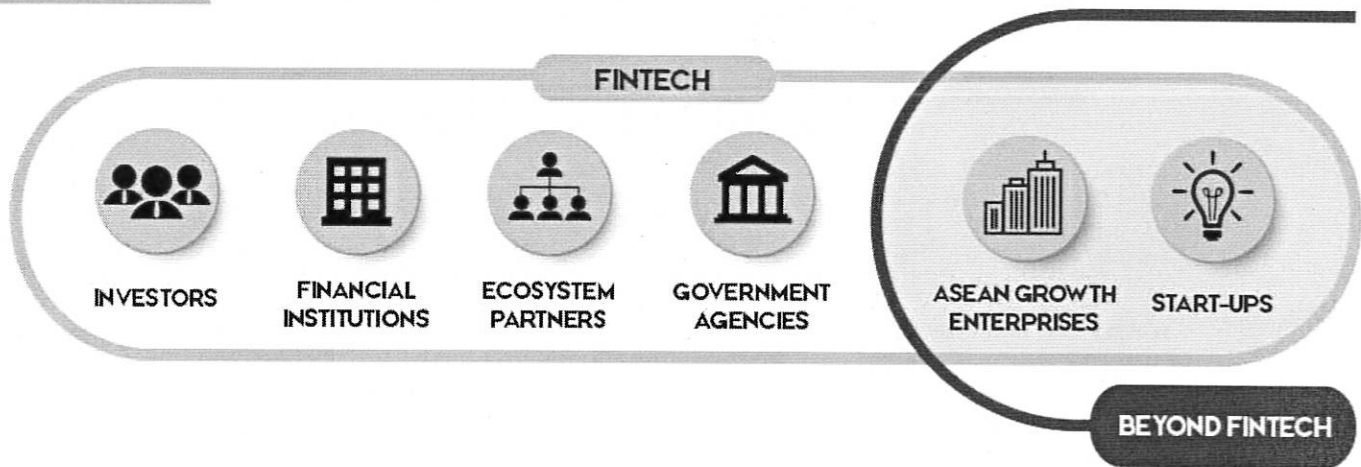 FINTECH
INVESTORS
FINANCIAL
INSTITUTIONS
ECOSYSTEM
PARTNERS
GOVERNMENT
AGENCIES
ASEAN GROWTH
ENTERPRISES
START-UPS
BEYOND FINTECH